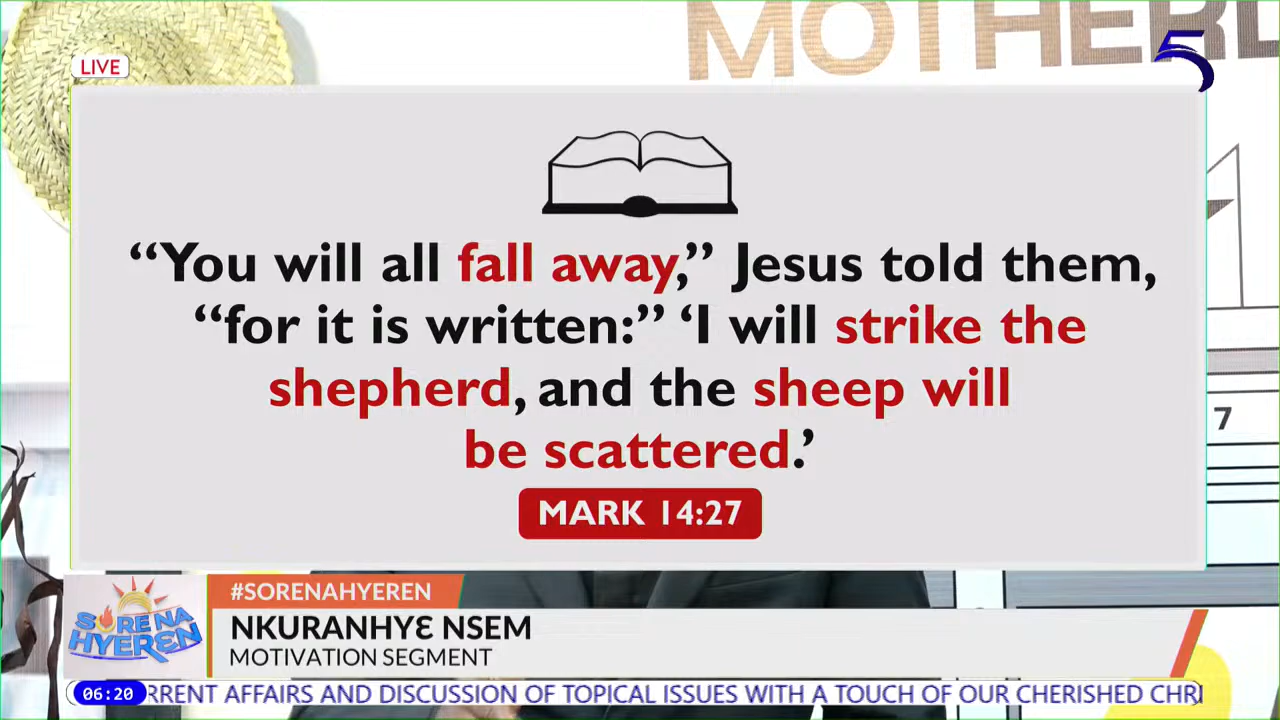 MOTHERL
5
LIVE
“You will all fall away,” Jesus told them,
“for it is written:” ‘I will strike the
shepherd, and the sheep will
be scattered.’
MARK 14:27
7
#SORENAHYEREN
SORE NA
HYEREN
NKURANHYƐ NSEM
MOTIVATION SEGMENT
06:20
RRENT AFFAIRS AND DISCUSSION OF TOPICAL ISSUES WITH A TOUCH OF OUR CHERISHED CHRI